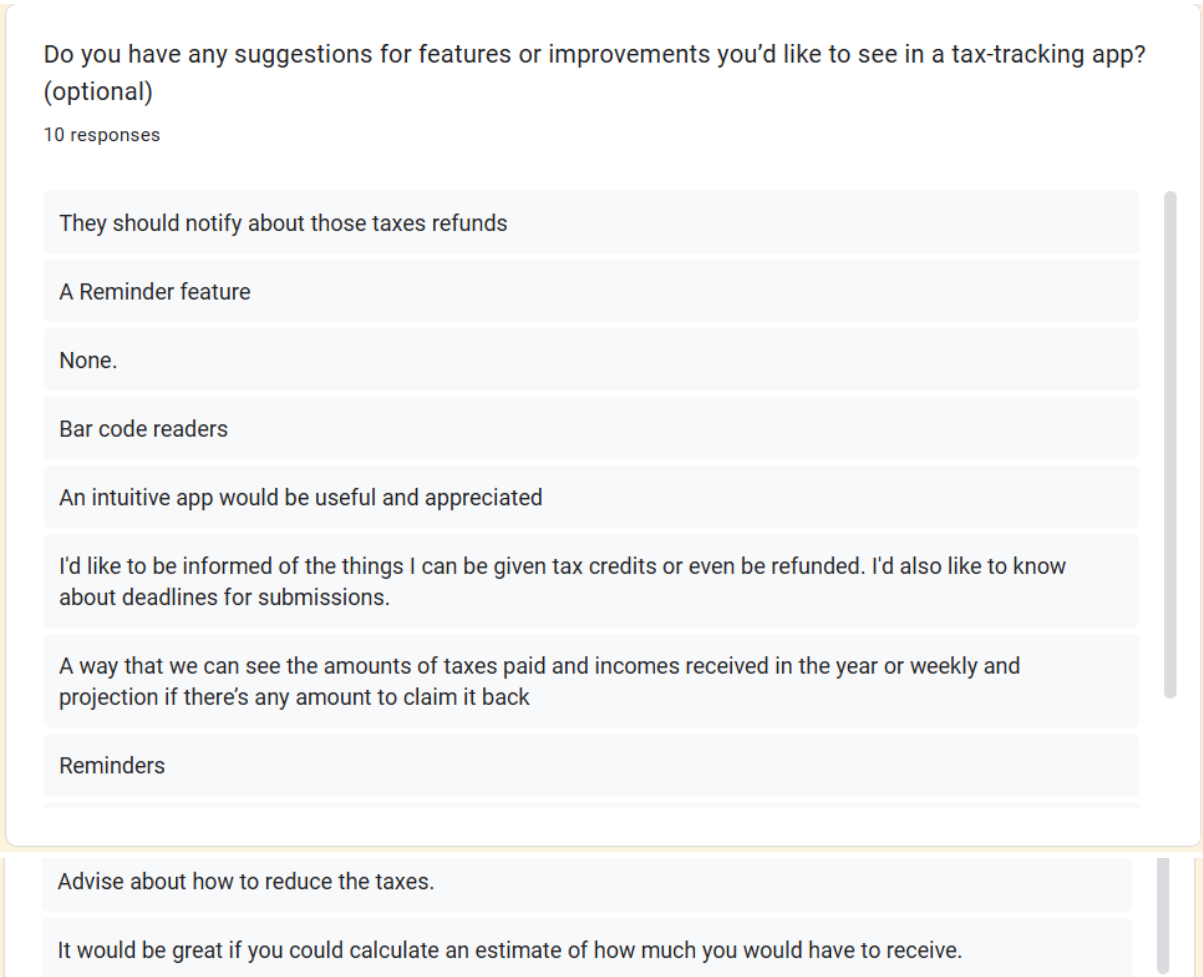 Do you have any suggestions for features or improvements you’d like to see in a tax-tracking app?
(optional)
10 responses
They should notify about those taxes refunds
A Reminder feature
None.
Bar code readers
An intuitive app would be useful and appreciated
I'd like to be informed of the things I can be given tax credits or even be refunded. I'd also like to know
about deadlines for submissions.
A way that we can see the amounts of taxes paid and incomes received in the year or weekly and
projection if there’s any amount to claim it back
Reminders
Advise about how to reduce the taxes.
It would be great if you could calculate an estimate of how much you would have to receive.